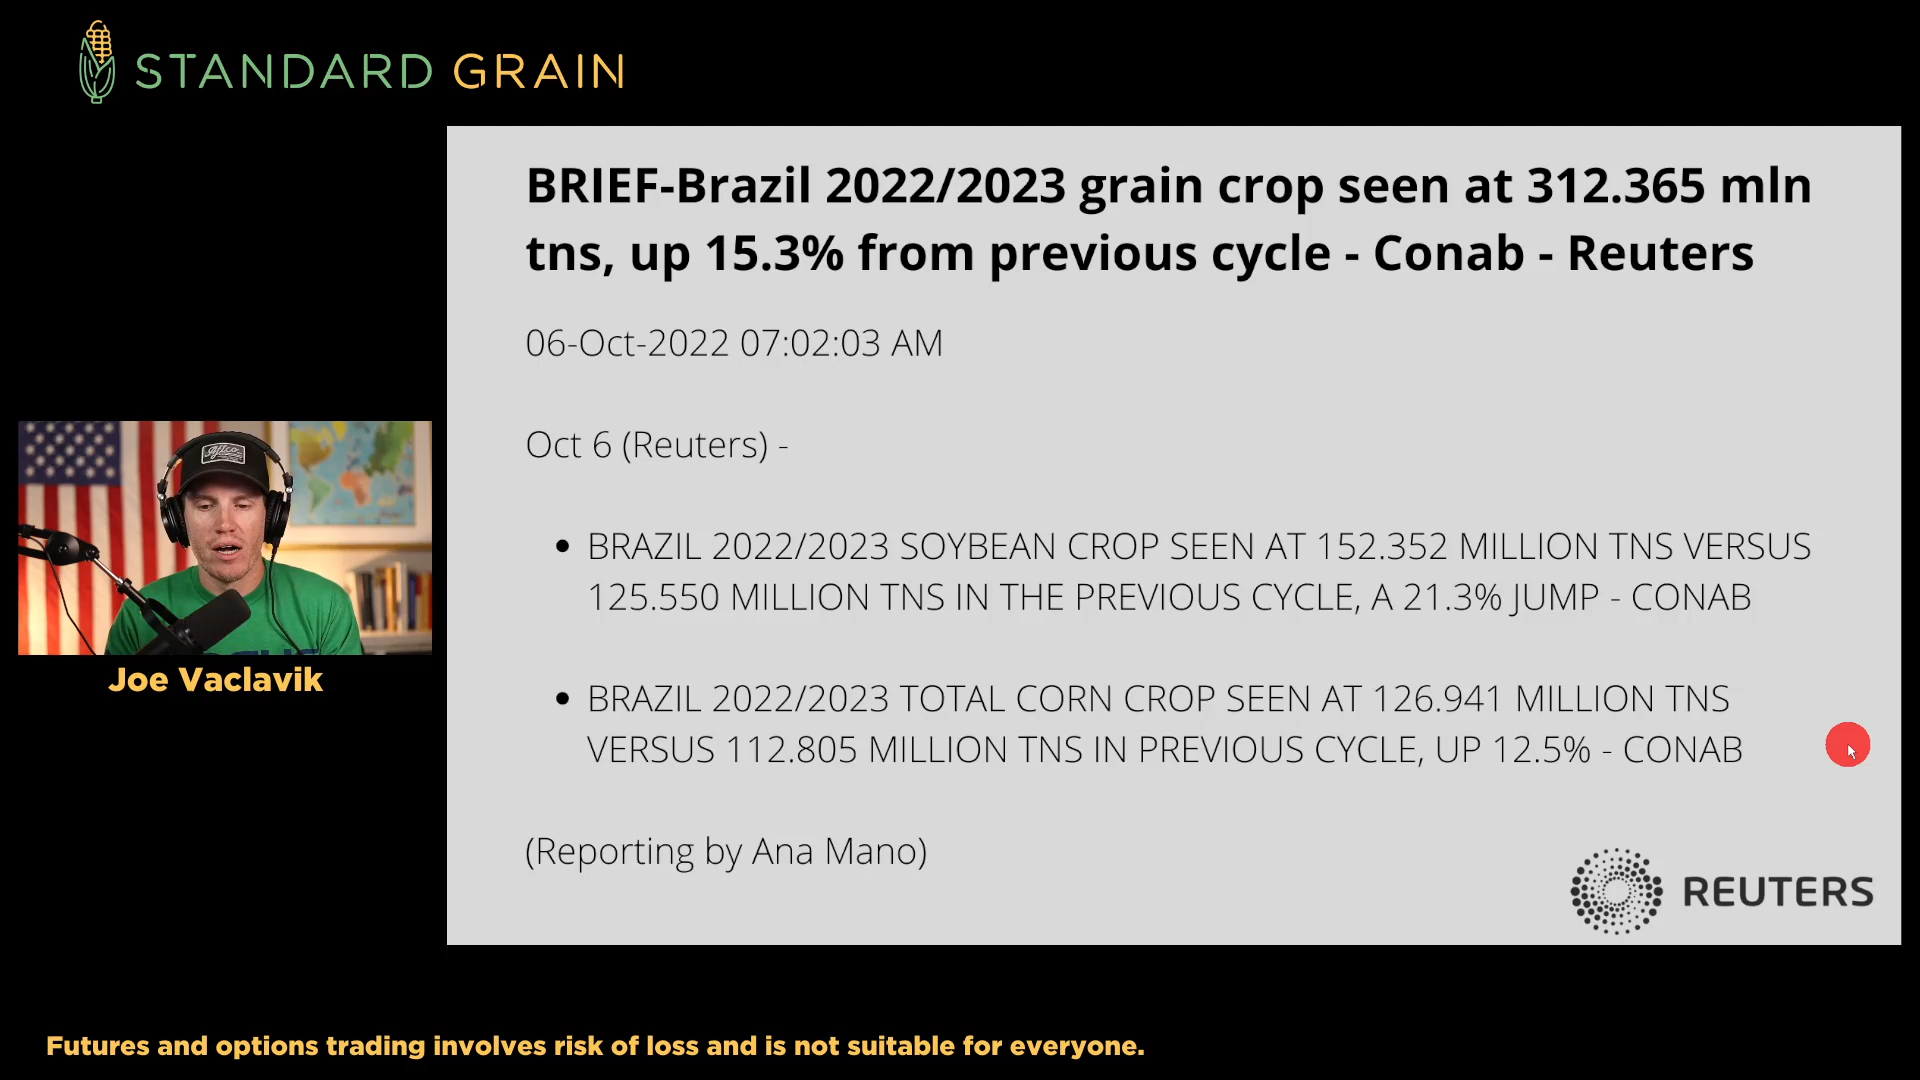 STANDARD GRAIN
BRIEF-Brazil 2022/2023 grain crop seen at 312.365 mln
tns, up 15.3% from previous cycle - Conab - Reuters
06-Oct-2022 07:02:03 AM
Oct 6 (Reuters) -
• BRAZIL 2022/2023 SOYBEAN CROP SEEN AT 152.352 MILLION TNS VERSUS
125.550 MILLION TNS IN THE PREVIOUS CYCLE, A 21.3% JUMP - CONAB
• BRAZIL 2022/2023 TOTAL CORN CROP SEEN AT 126.941 MILLION TNS
VERSUS 112.805 MILLION TNS IN PREVIOUS CYCLE, UP 12.5% - CONAB
(Reporting by Ana Mano)
REUTERS
Joe Vaclavik
Futures and options trading involves risk of loss and is not suitable for everyone.